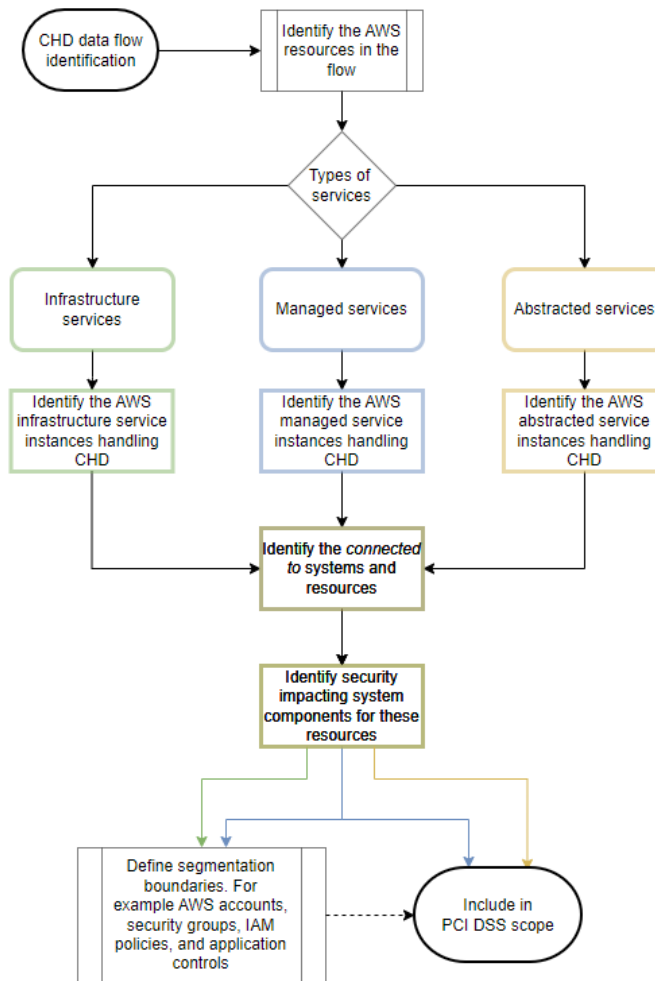 CHD data flow
identification
Identify the AWS
resources in the
flow
Types of
services
Infrastructure
services
Managed services
Abstracted services
Identify the AWS
infrastructure service
instances handling
CHD
Identify the AWS
managed service
instances handling
CHD
Identify the AWS
abstracted service
instances handling
CHD
Identify the connected
to systems and
resources
Identify security
impacting system
components for these
resources
Define segmentation
boundaries. For
example AWS accounts,
security groups, IAM
policies, and application
controls
Include in
PCI DSS scope